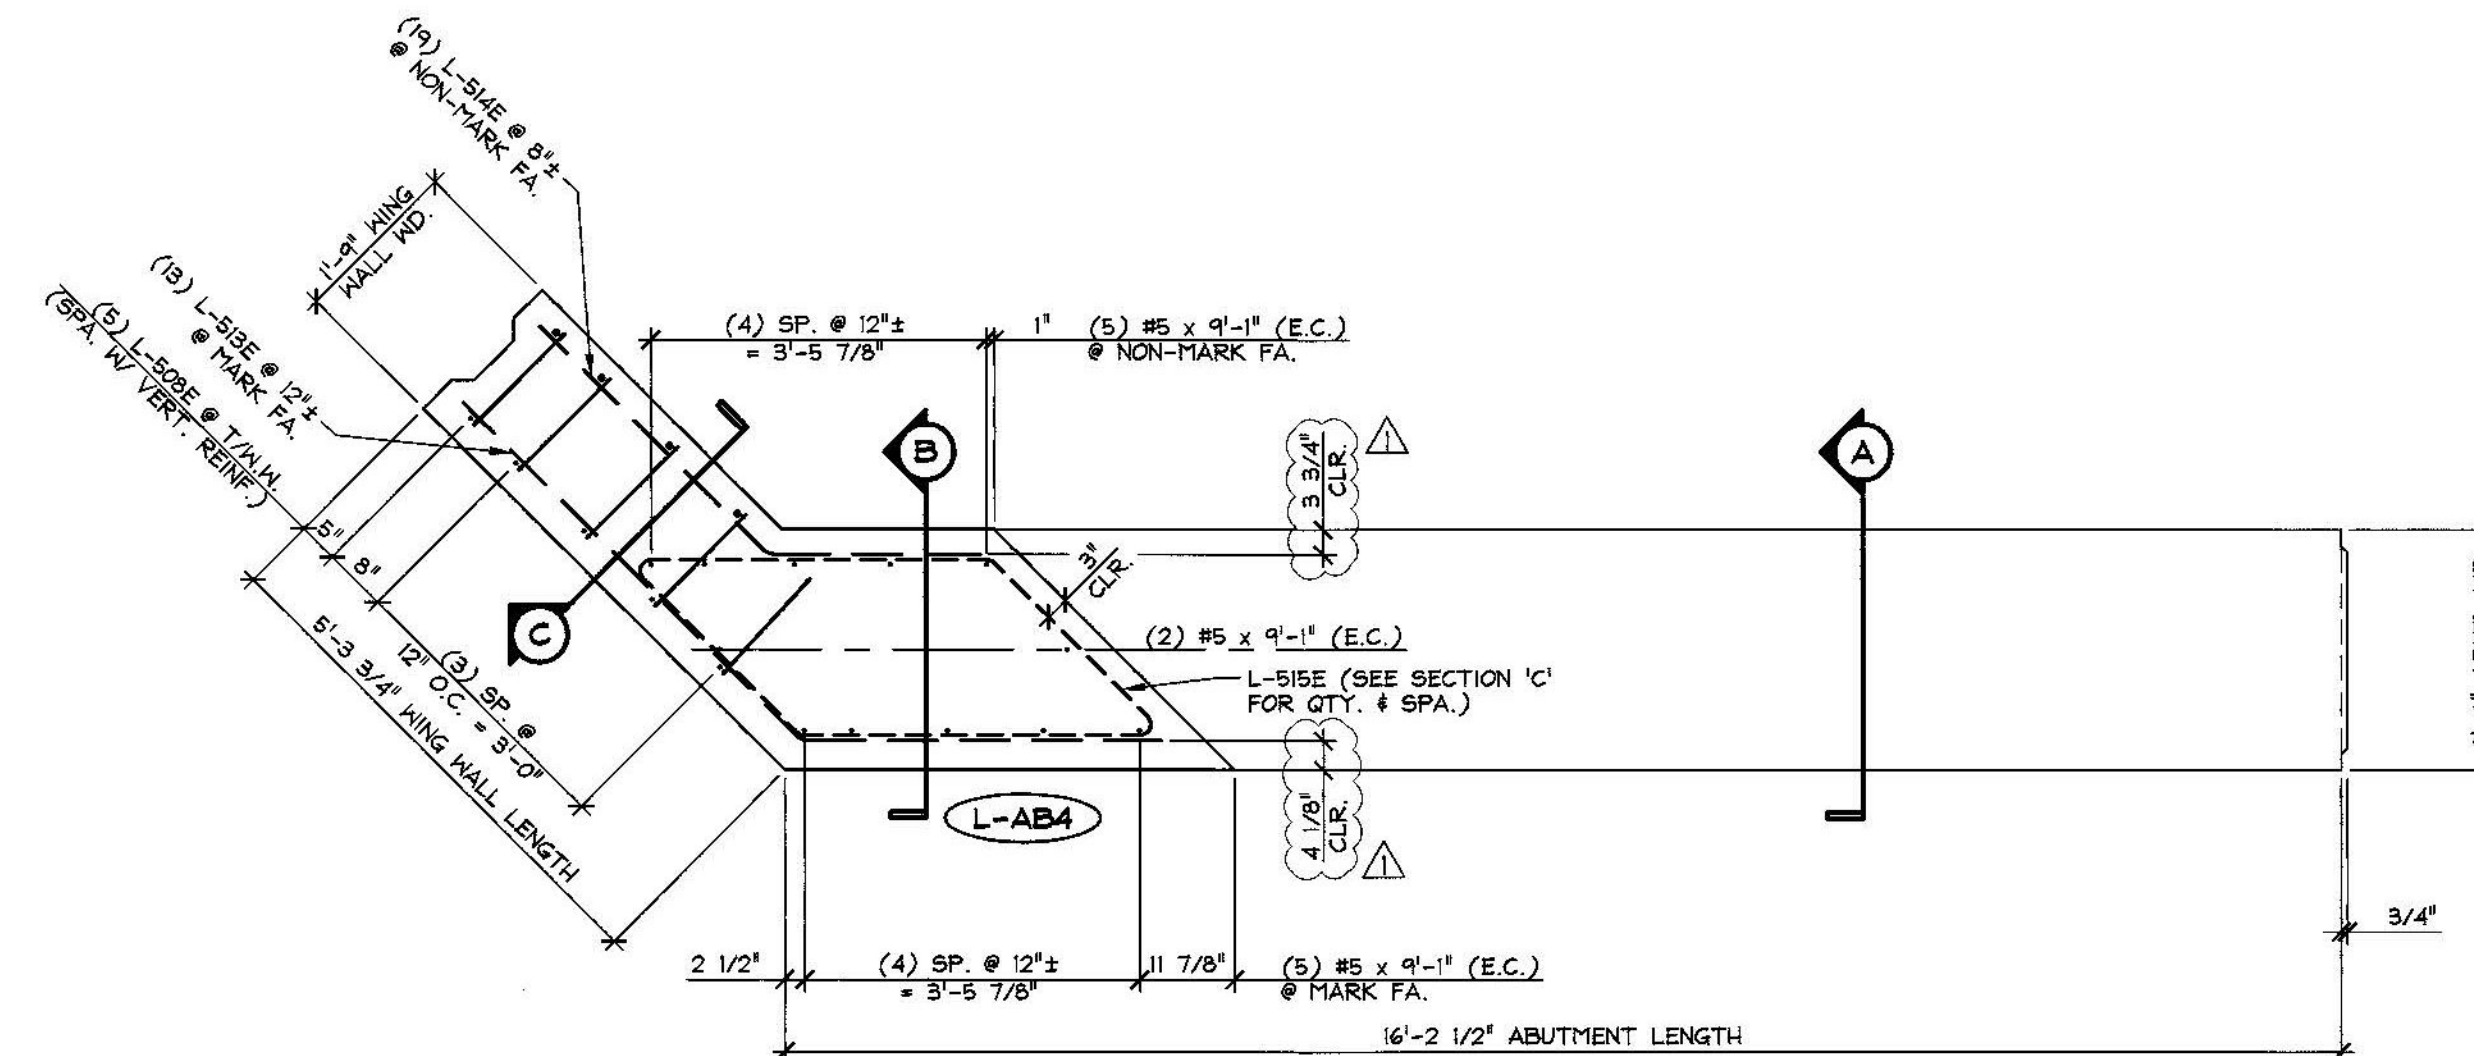 (19) L-514E @ 8"±
@ NON-MARK FA.
1'-9" WING
WALL WD.
(13) L-513E @ 12"±
@ MARK FA.
(5) L-508E @ T/W.W.
(SPA. W/ VERT. REINF.)
(4) SP. @ 12"±
= 3'-5 7/8"
1"
(5) #5 x 9'-1" (E.C.)
@ NON-MARK FA.
B
A
3 3/4"
CLR.
1
5"
8"
3"
CLR.
C
(3) SP. @
12" O.C. = 3'-0"
5'-3 3/4" WING WALL LENGTH
(2) #5 x 9'-1" (E.C.)
L-515E (SEE SECTION 'C'
FOR QTY. & SPA.)
L-AB4
4 1/8"
CLR.
1
3/4"
2 1/2"
(4) SP. @ 12"±
= 3'-5 7/8"
11 7/8"
(5) #5 x 9'-1" (E.C.)
@ MARK FA.
16'-2 1/2" ABUTMENT LENGTH